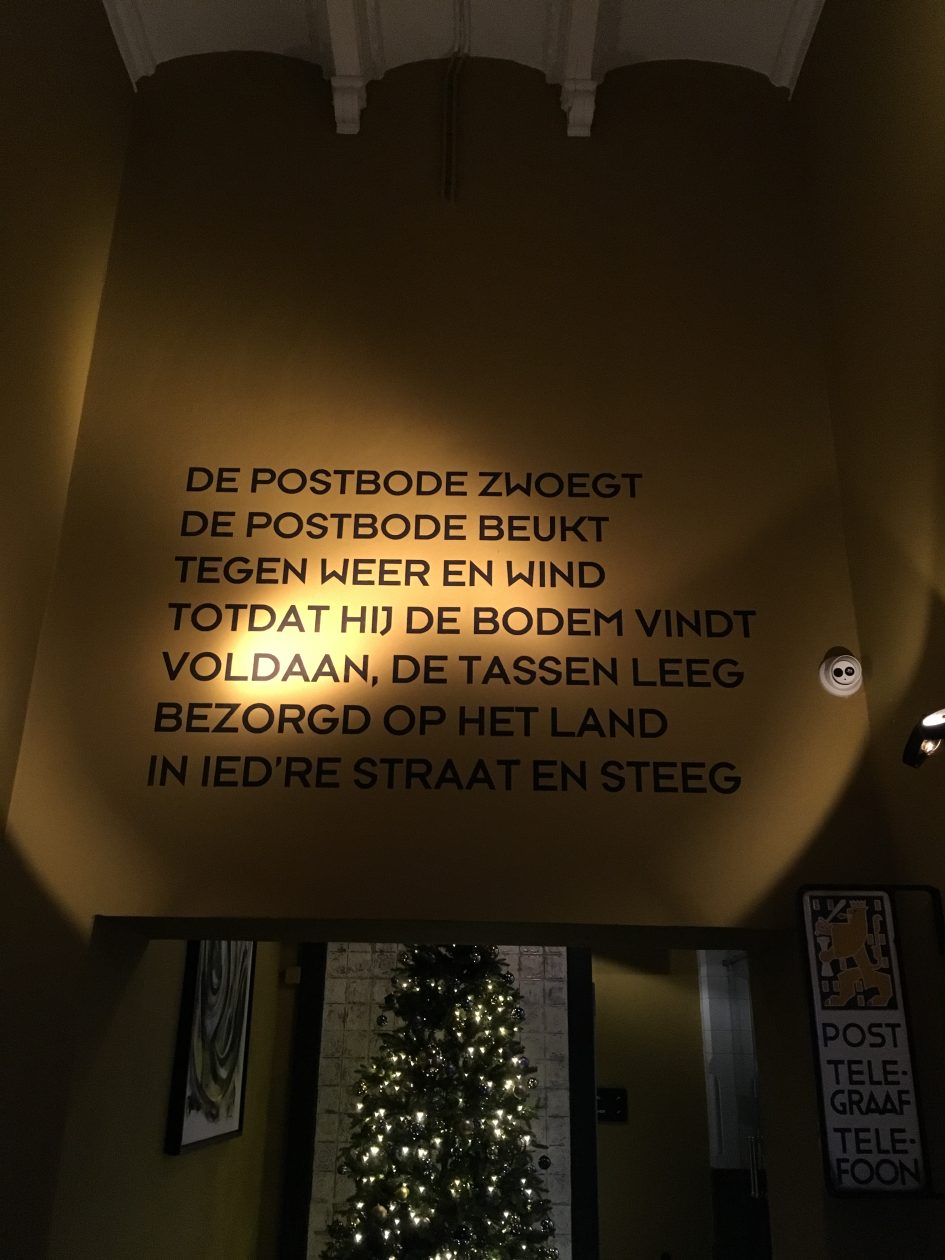 DE POSTBODE ZWOEGT
DE POSTBODE BEUKT
TEGEN WEER EN WIND
TOTDAT HIJ DE BODEM VINDT
VOLDAAN, DE TASSEN LEEG
BEZORGD OP HET LAND
IN IED'RE STRAAT EN STEEG
POST
TELE-
GRAAF
TELE-
FOON